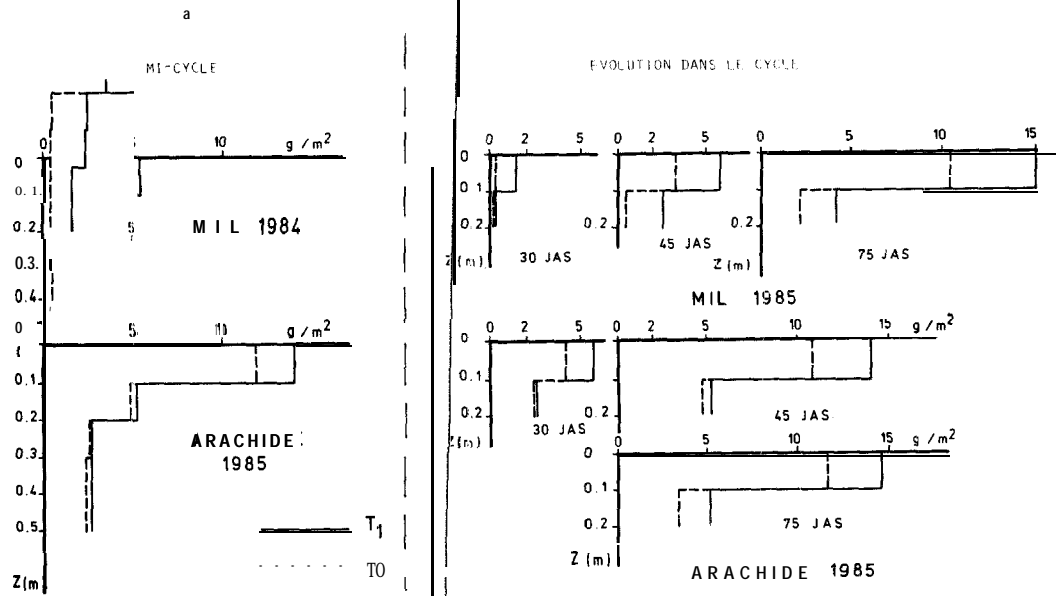 a
MI-CYCLE
EVOLUTION DANS LE CYCLE
0 10 g/m²
0
0.1.
0.2.
0.3.
0.4.
5
MIL 1984
0 2 5
0
0.1
0.2
Z(m)
30 JAS
0 2 5
0.2
45 JAS
0 5 10 15
0.2
Z(m)
75 JAS
MIL 1985
0 5 10 g/m²
0.1
0.2
0.3
0.4
0.5
Z(m
ARACHIDE
1985
T1
T0
0 2 5
0
0.1
0.2
Z(m)
30 JAS
0 2 5 10 15 g/m²
0.2
45 JAS
0 5 10 15 g/m²
0
0.1
0.2
Z(m)
75 JAS
ARACHIDE 1985